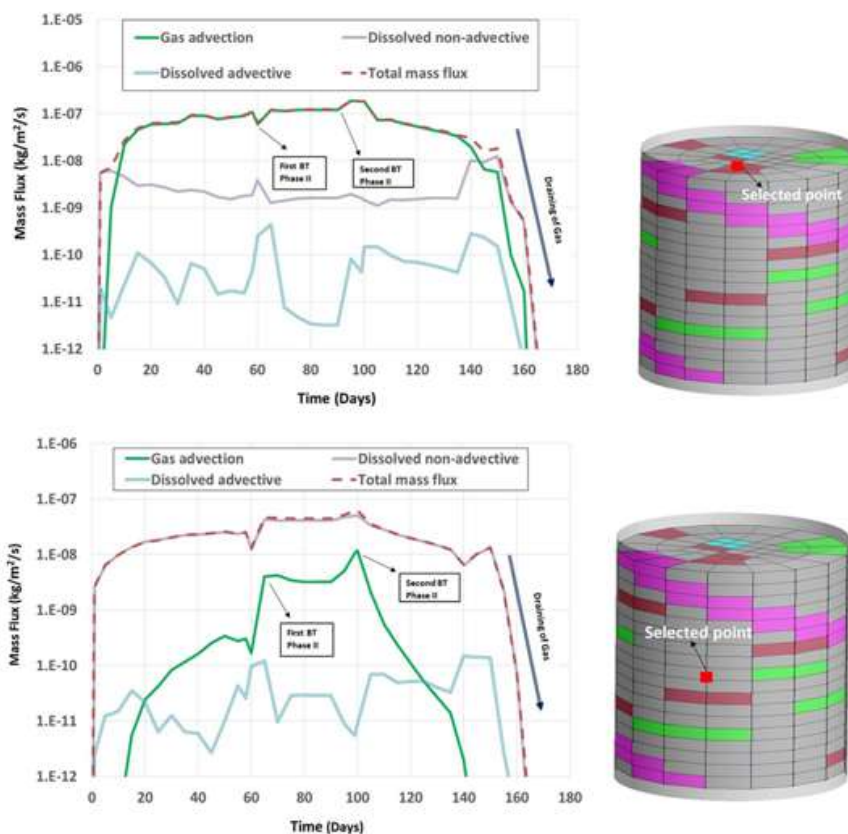 1.E-05
1.E-06
1.E-07
1.E-08
1.E-09
1.E-10
1.E-11
1.E-12
Mass Flux (kg/m²/s)
Gas advection
Dissolved non-advective
Dissolved advective
Total mass flux
First BT
Phase II
Second BT
Phase II
Draining of Gas
0 20 40 60 80 100 120 140 160 180
Time (Days)
Selected point
1.E-06
1.E-07
1.E-08
1.E-09
1.E-10
1.E-11
1.E-12
Mass Flux (kg/m²/s)
Gas advection
Dissolved non-advective
Dissolved advective
Total mass flux
First BT
Phase II
Second BT
Phase II
Draining of Gas
0 20 40 60 80 100 120 140 160 180
Time (Days)
Selected point